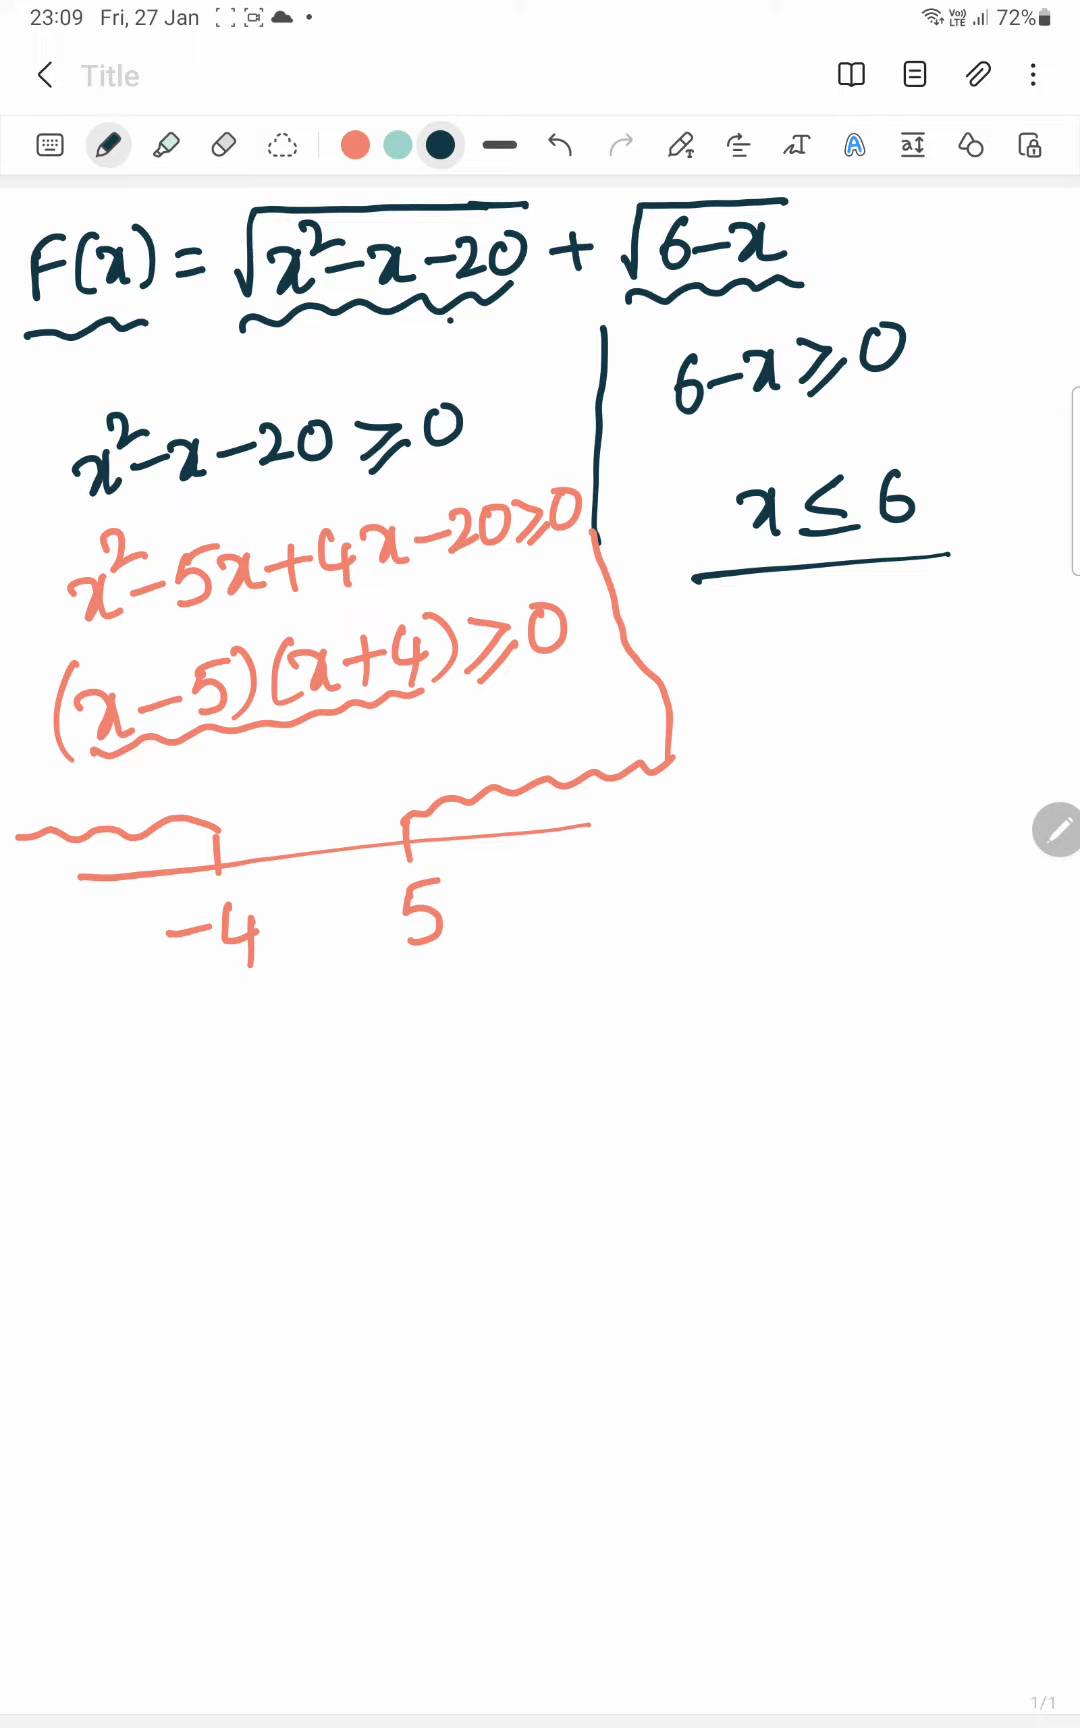 23:09 Fri, 27 Jan
72%
Title
F(x) = √(x²-x-20) + √(6-x)
6-x ⩾ 0
x²-x-20 ⩾ 0
x ≤ 6
x²-5x+4x-20 ⩾ 0
(x-5)(x+4) ⩾ 0
-4 5
1/1